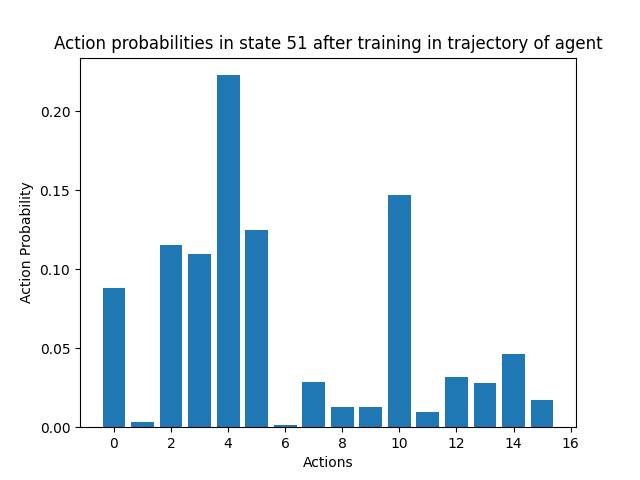 Action probabilities in state 51 after training in trajectory of agent
0.20
0.15
0.10
0.05
0.00
Action Probability
0 2 4 6 8 10 12 14 16
Actions